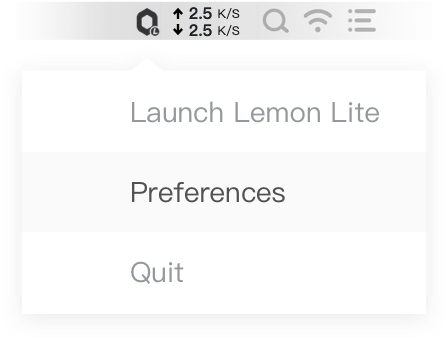 ↑ 2.5 K/S
↓ 2.5 K/S
Launch Lemon Lite
Preferences
Quit